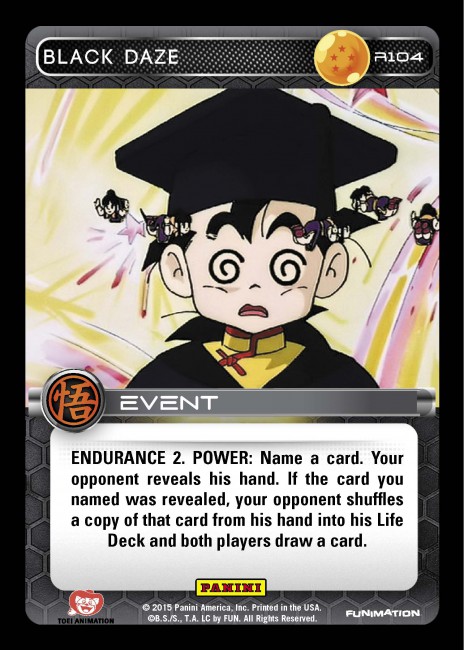 BLACK DAZE R104
悟 EVENT
ENDURANCE 2. POWER: Name a card. Your
opponent reveals his hand. If the card you
named was revealed, your opponent shuffles
a copy of that card from his hand into his Life
Deck and both players draw a card.
PANINI
TOEI ANIMATION
© 2015 Panini America, Inc. Printed in the USA.
©B.S./S., T.A. LC by FUN. All Rights Reserved.
FUNIMATION